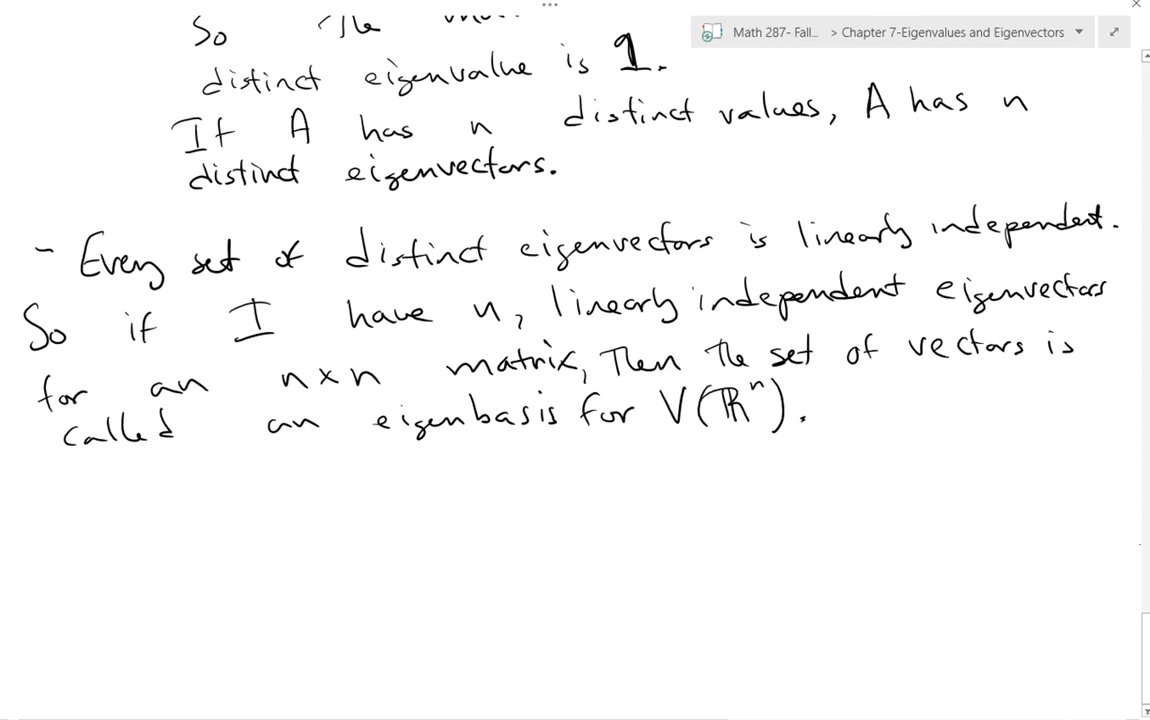 Math 287- Fall... > Chapter 7-Eigenvalues and Eigenvectors
So the
distinct eigenvalue is 1.
If A has n distinct values, A has n
distinct eigenvectors.
- Every set of distinct eigenvectors is linearly independent.
So if I have n, linearly independent eigenvectors
for an n×n matrix, Then the set of vectors is
called an eigenbasis for V(ℝⁿ).